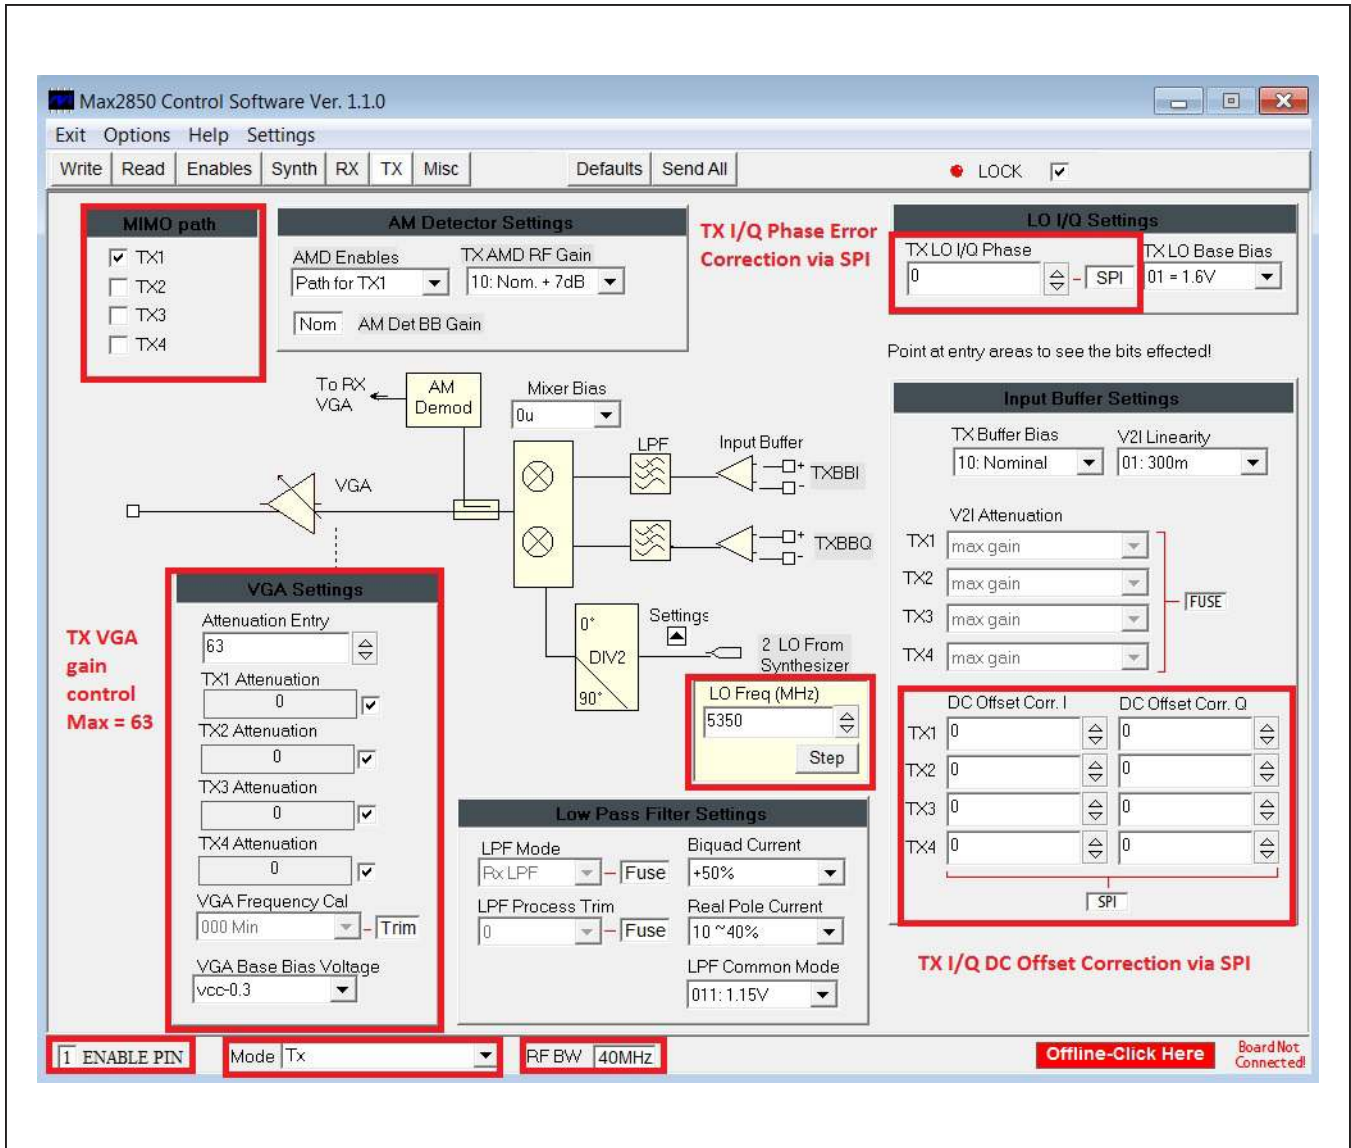 Max2850 Control Software Ver. 1.1.0
Exit Options Help Settings
Write Read Enables Synth RX TX Misc Defaults Send All LOCK
MIMO path
TX1
TX2
TX3
TX4
AM Detector Settings
AMD Enables TX AMD RF Gain
Path for TX1 10: Nom. + 7dB
Nom AM Det BB Gain
TX I/Q Phase Error
Correction via SPI
LO I/Q Settings
TX LO I/Q Phase TX LO Base Bias
0 SPI 01 = 1.6V
Point at entry areas to see the bits effected!
To RX
VGA
AM
Demod
Mixer Bias
0u
LPF
Input Buffer
+ TXBBI
-
VGA
+ TXBBQ
-
0°
DIV2
90°
Settings
2 LO From
Synthesizer
LO Freq (MHz)
5350
Step
Input Buffer Settings
TX Buffer Bias V2I Linearity
10: Nominal 01: 300m
V2I Attenuation
TX1 max gain
TX2 max gain
TX3 max gain
TX4 max gain
FUSE
DC Offset Corr. I DC Offset Corr. Q
TX1 0 0
TX2 0 0
TX3 0 0
TX4 0 0
SPI
TX I/Q DC Offset Correction via SPI
TX VGA
gain
control
Max = 63
VGA Settings
Attenuation Entry
63
TX1 Attenuation
0
TX2 Attenuation
0
TX3 Attenuation
0
TX4 Attenuation
0
VGA Frequency Cal
000 Min Trim
VGA Base Bias Voltage
vcc-0.3
Low Pass Filter Settings
LPF Mode Biquad Current
Rx LPF Fuse +50%
LPF Process Trim Real Pole Current
0 Fuse 10 ~40%
LPF Common Mode
011: 1.15V
1 ENABLE PIN Mode Tx RF BW 40MHz Offline-Click Here
Board Not
Connected!